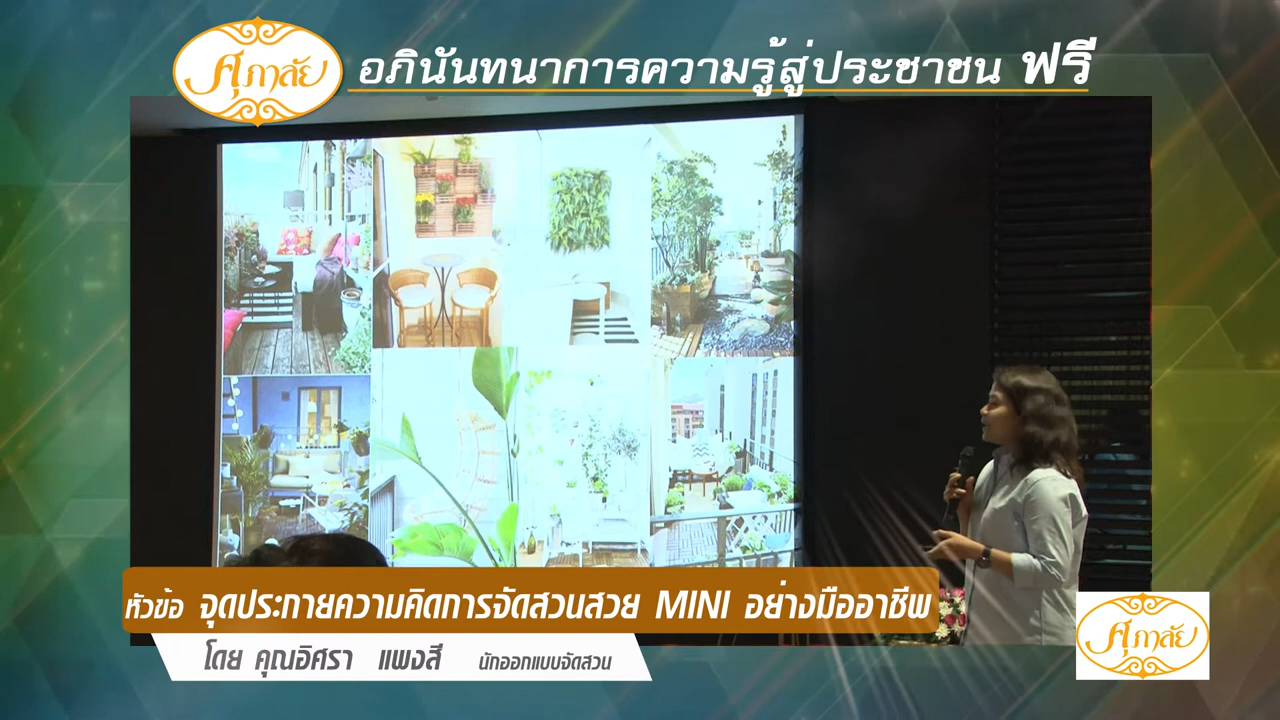 ศุภาลัย
อภินันทนาการความรู้สู่ประชาชน ฟรี
หัวข้อ จุดประกายความคิดการจัดสวนสวย MINI อย่างมืออาชีพ
โดย คุณอิศรา แพงสี นักออกแบบจัดสวน
ศุภาลัย